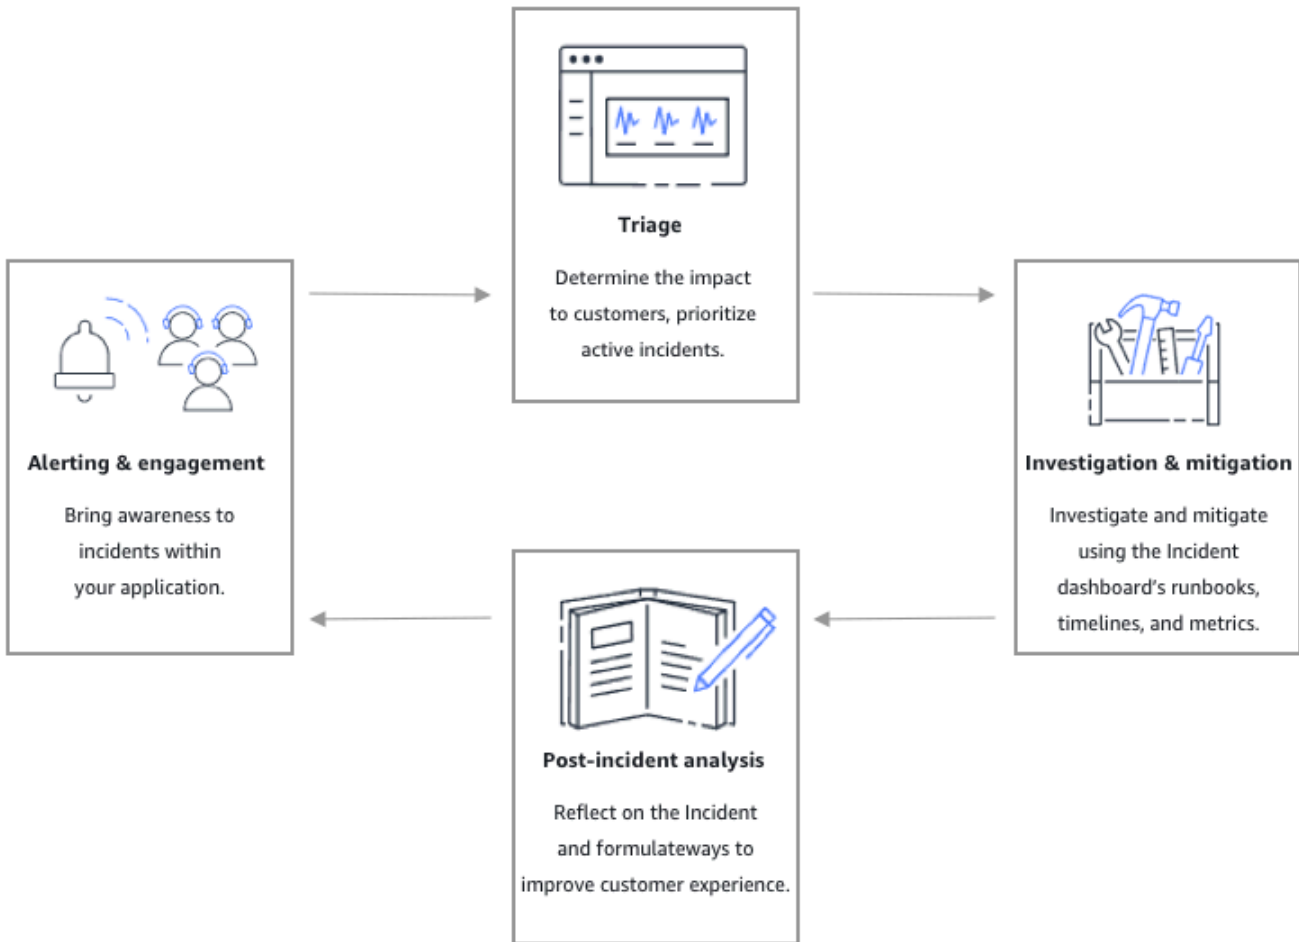 Triage
Determine the impact
to customers, prioritize
active incidents.
Alerting & engagement
Bring awareness to
incidents within
your application.
Investigation & mitigation
Investigate and mitigate
using the Incident
dashboard’s runbooks,
timelines, and metrics.
Post-incident analysis
Reflect on the Incident
and formulateways to
improve customer experience.